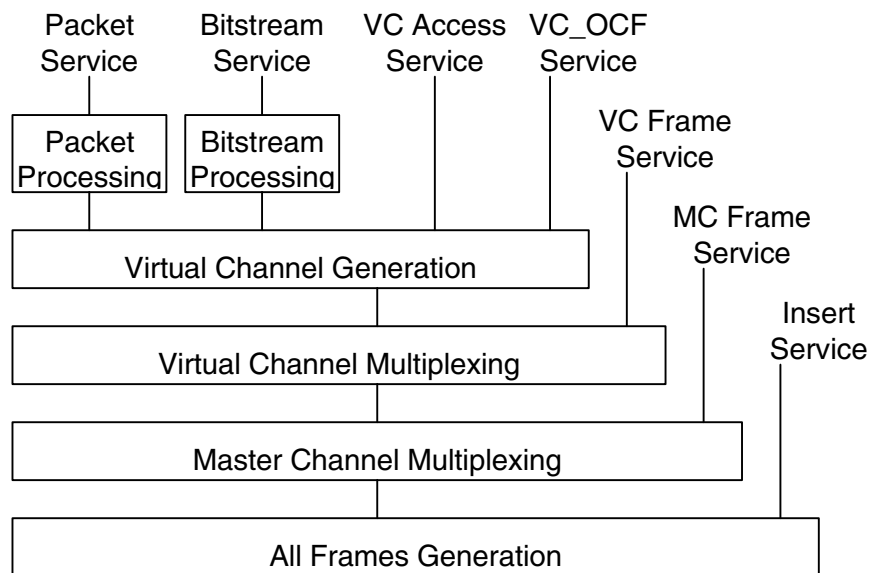 Packet
Service
Bitstream
Service
VC Access
Service
VC_OCF
Service
Packet
Processing
Bitstream
Processing
VC Frame
Service
MC Frame
Service
Virtual Channel Generation
Insert
Service
Virtual Channel Multiplexing
Master Channel Multiplexing
All Frames Generation